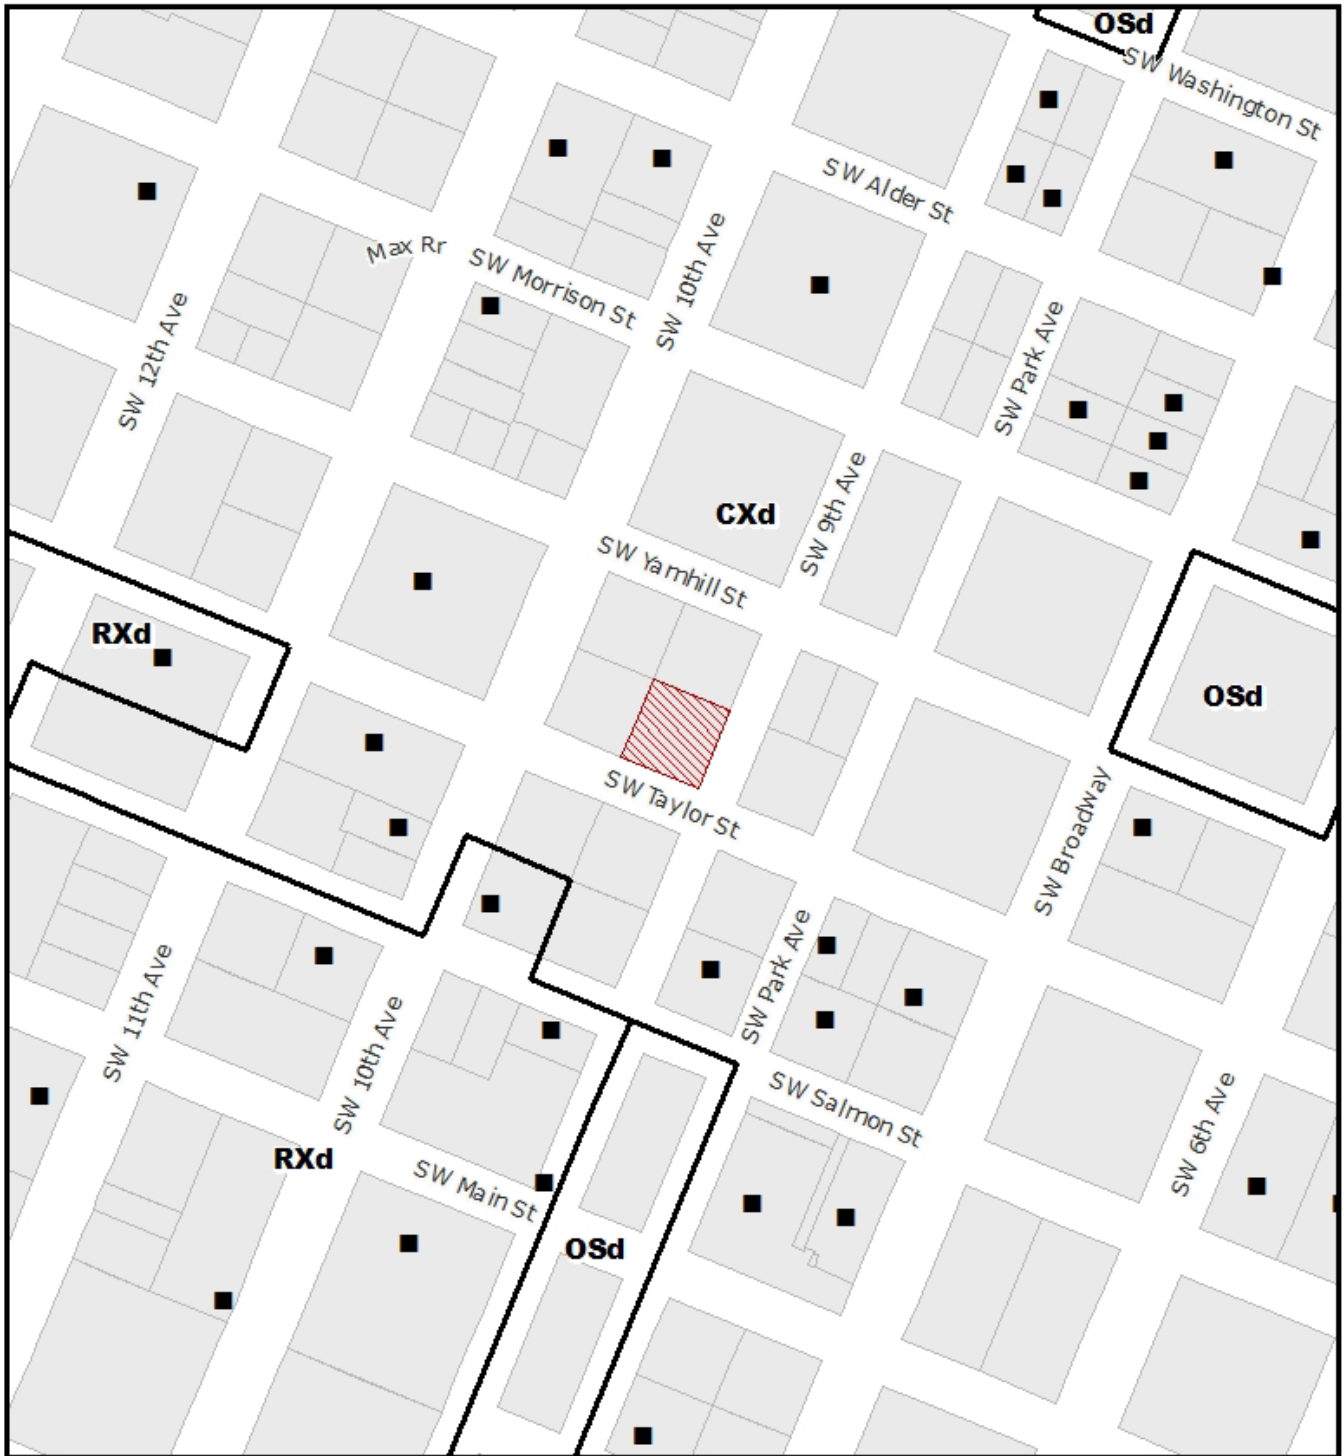 OSd
SW Washington St
SW Alder St
Max Rr
SW Morrison St
SW 10th Ave
SW 12th Ave
SW Park Ave
SW 9th Ave
CXd
SW Yamhill St
RXd
OSd
SW Taylor St
SW Broadway
SW Park Ave
SW 11th Ave
SW 10th Ave
SW Salmon St
SW 6th Ave
RXd
SW Main St
OSd